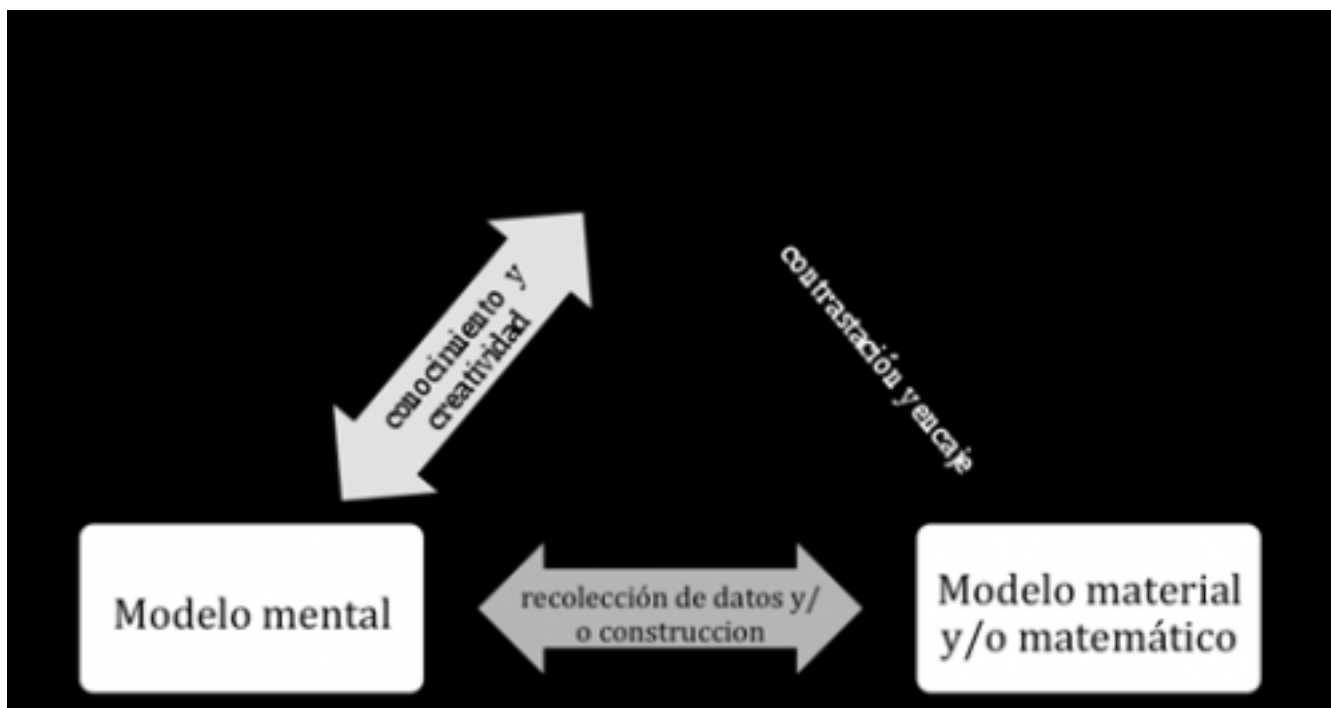 conocimiento y
creatividad
contrastación y encaje
Modelo mental
recolección de datos y/
o construccion
Modelo material
y/o matemático